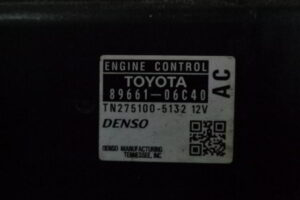 ENGINE CONTROL
TOYOTA
89661-06C40
AC
TN275100-5132 12V
DENSO
DENSO MANUFACTURING
TENNESSEE, INC